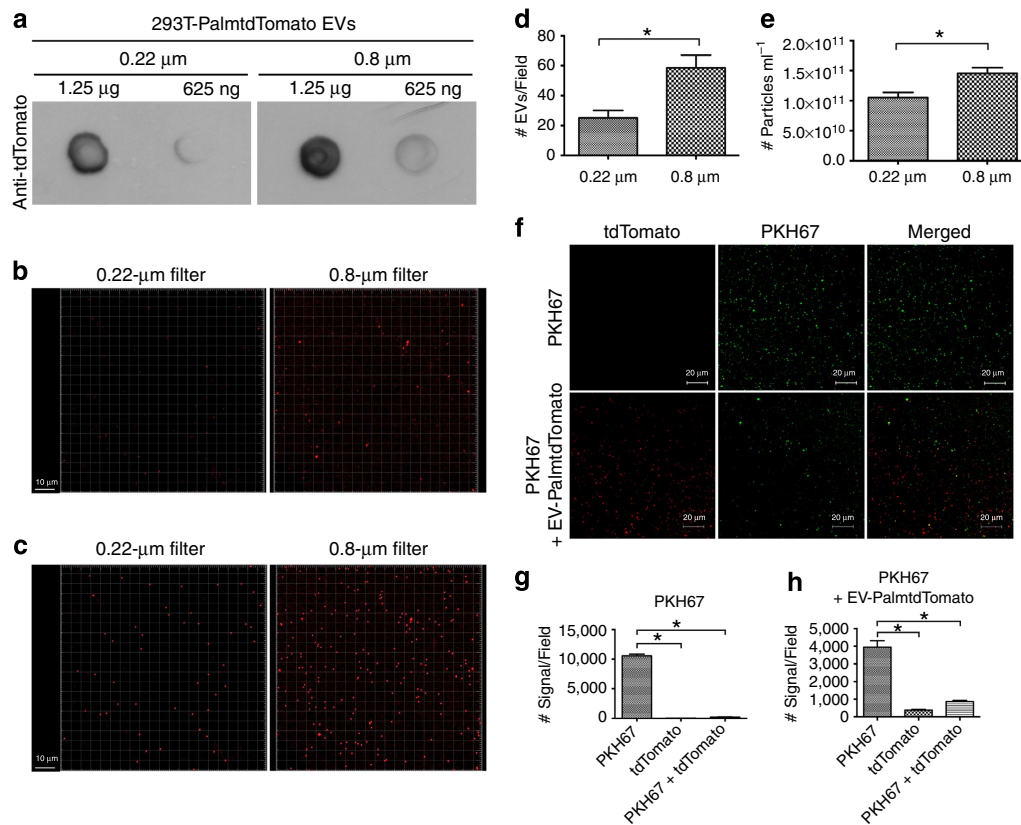 a
293T-PalmtdTomato EVs
0.22 μm 0.8 μm
1.25 μg 625 ng 1.25 μg 625 ng
Anti-tdTomato
b
0.22-μm filter 0.8-μm filter
10 μm
c
0.22-μm filter 0.8-μm filter
10 μm
d
# EVs/Field
80
60
40
20
0
*
0.22 μm 0.8 μm
e
# Particles ml⁻¹
2.0×10¹¹
1.5×10¹¹
1.0×10¹¹
5.0×10¹⁰
0.0
*
0.22 μm 0.8 μm
f
tdTomato PKH67 Merged
PKH67
20 μm 20 μm 20 μm
PKH67
+ EV-PalmtdTomato
20 μm 20 μm 20 μm
g
PKH67
# Signal/Field
15,000
10,000
5,000
0
*
*
PKH67 tdTomato PKH67 + tdTomato
h
PKH67
+ EV-PalmtdTomato
# Signal/Field
5,000
4,000
3,000
2,000
1,000
0
*
*
PKH67 tdTomato PKH67 + tdTomato